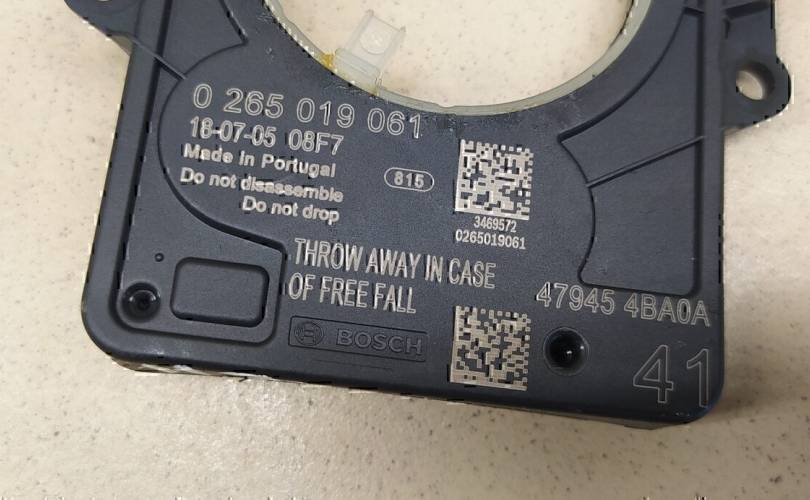 0 265 019 061
18-07-05 08F7
Made in Portugal
Do not disassemble
Do not drop
815
3469572
0265019061
THROW AWAY IN CASE
OF FREE FALL
47945 4BA0A
BOSCH
41